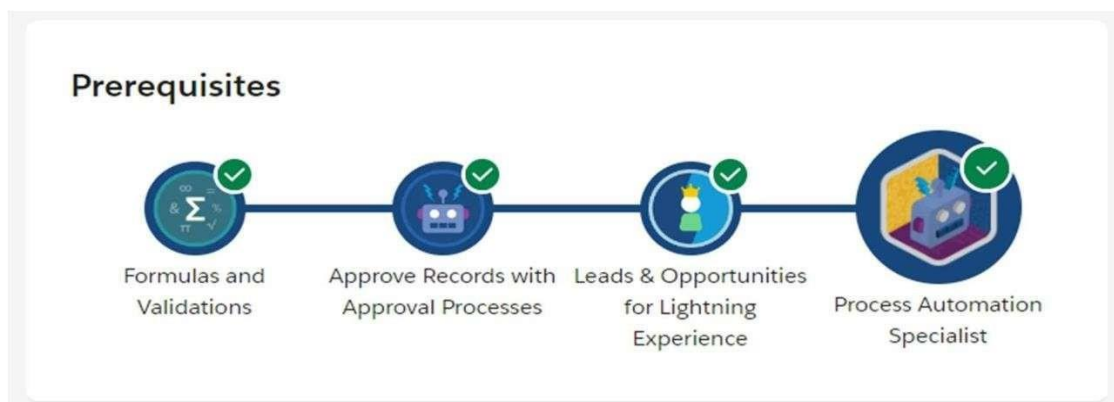 Prerequisites
∞ =
& Σ %
π √
Formulas and
Validations
Approve Records with
Approval Processes
Leads & Opportunities
for Lightning
Experience
Process Automation
Specialist